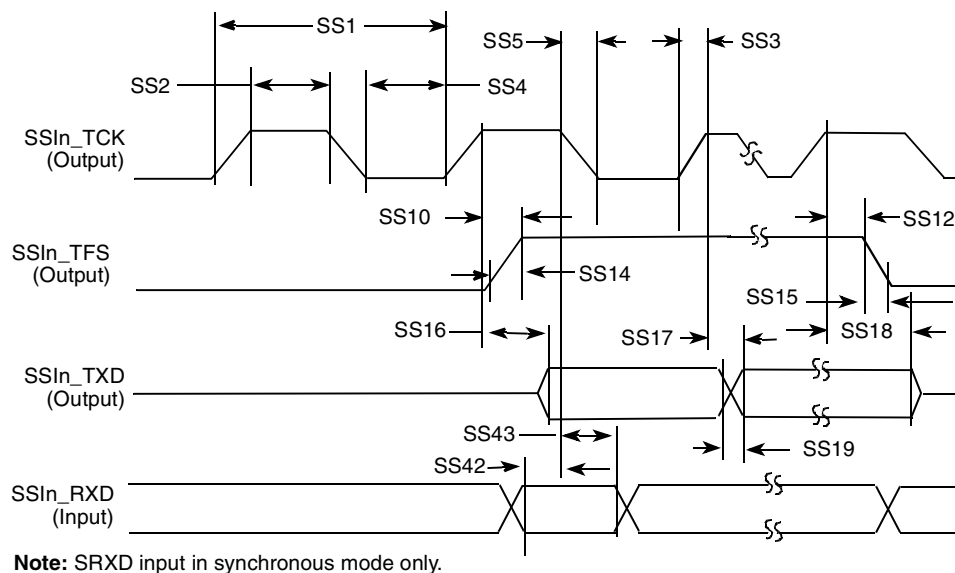 SS1
SS5
SS3
SS2
SS4
SSIn_TCK
(Output)
SS10
SS12
SSIn_TFS
(Output)
SS14
SS15
SS16
SS17
SS18
SSIn_TXD
(Output)
SS43
SS42
SS19
SSIn_RXD
(Input)
Note: SRXD input in synchronous mode only.